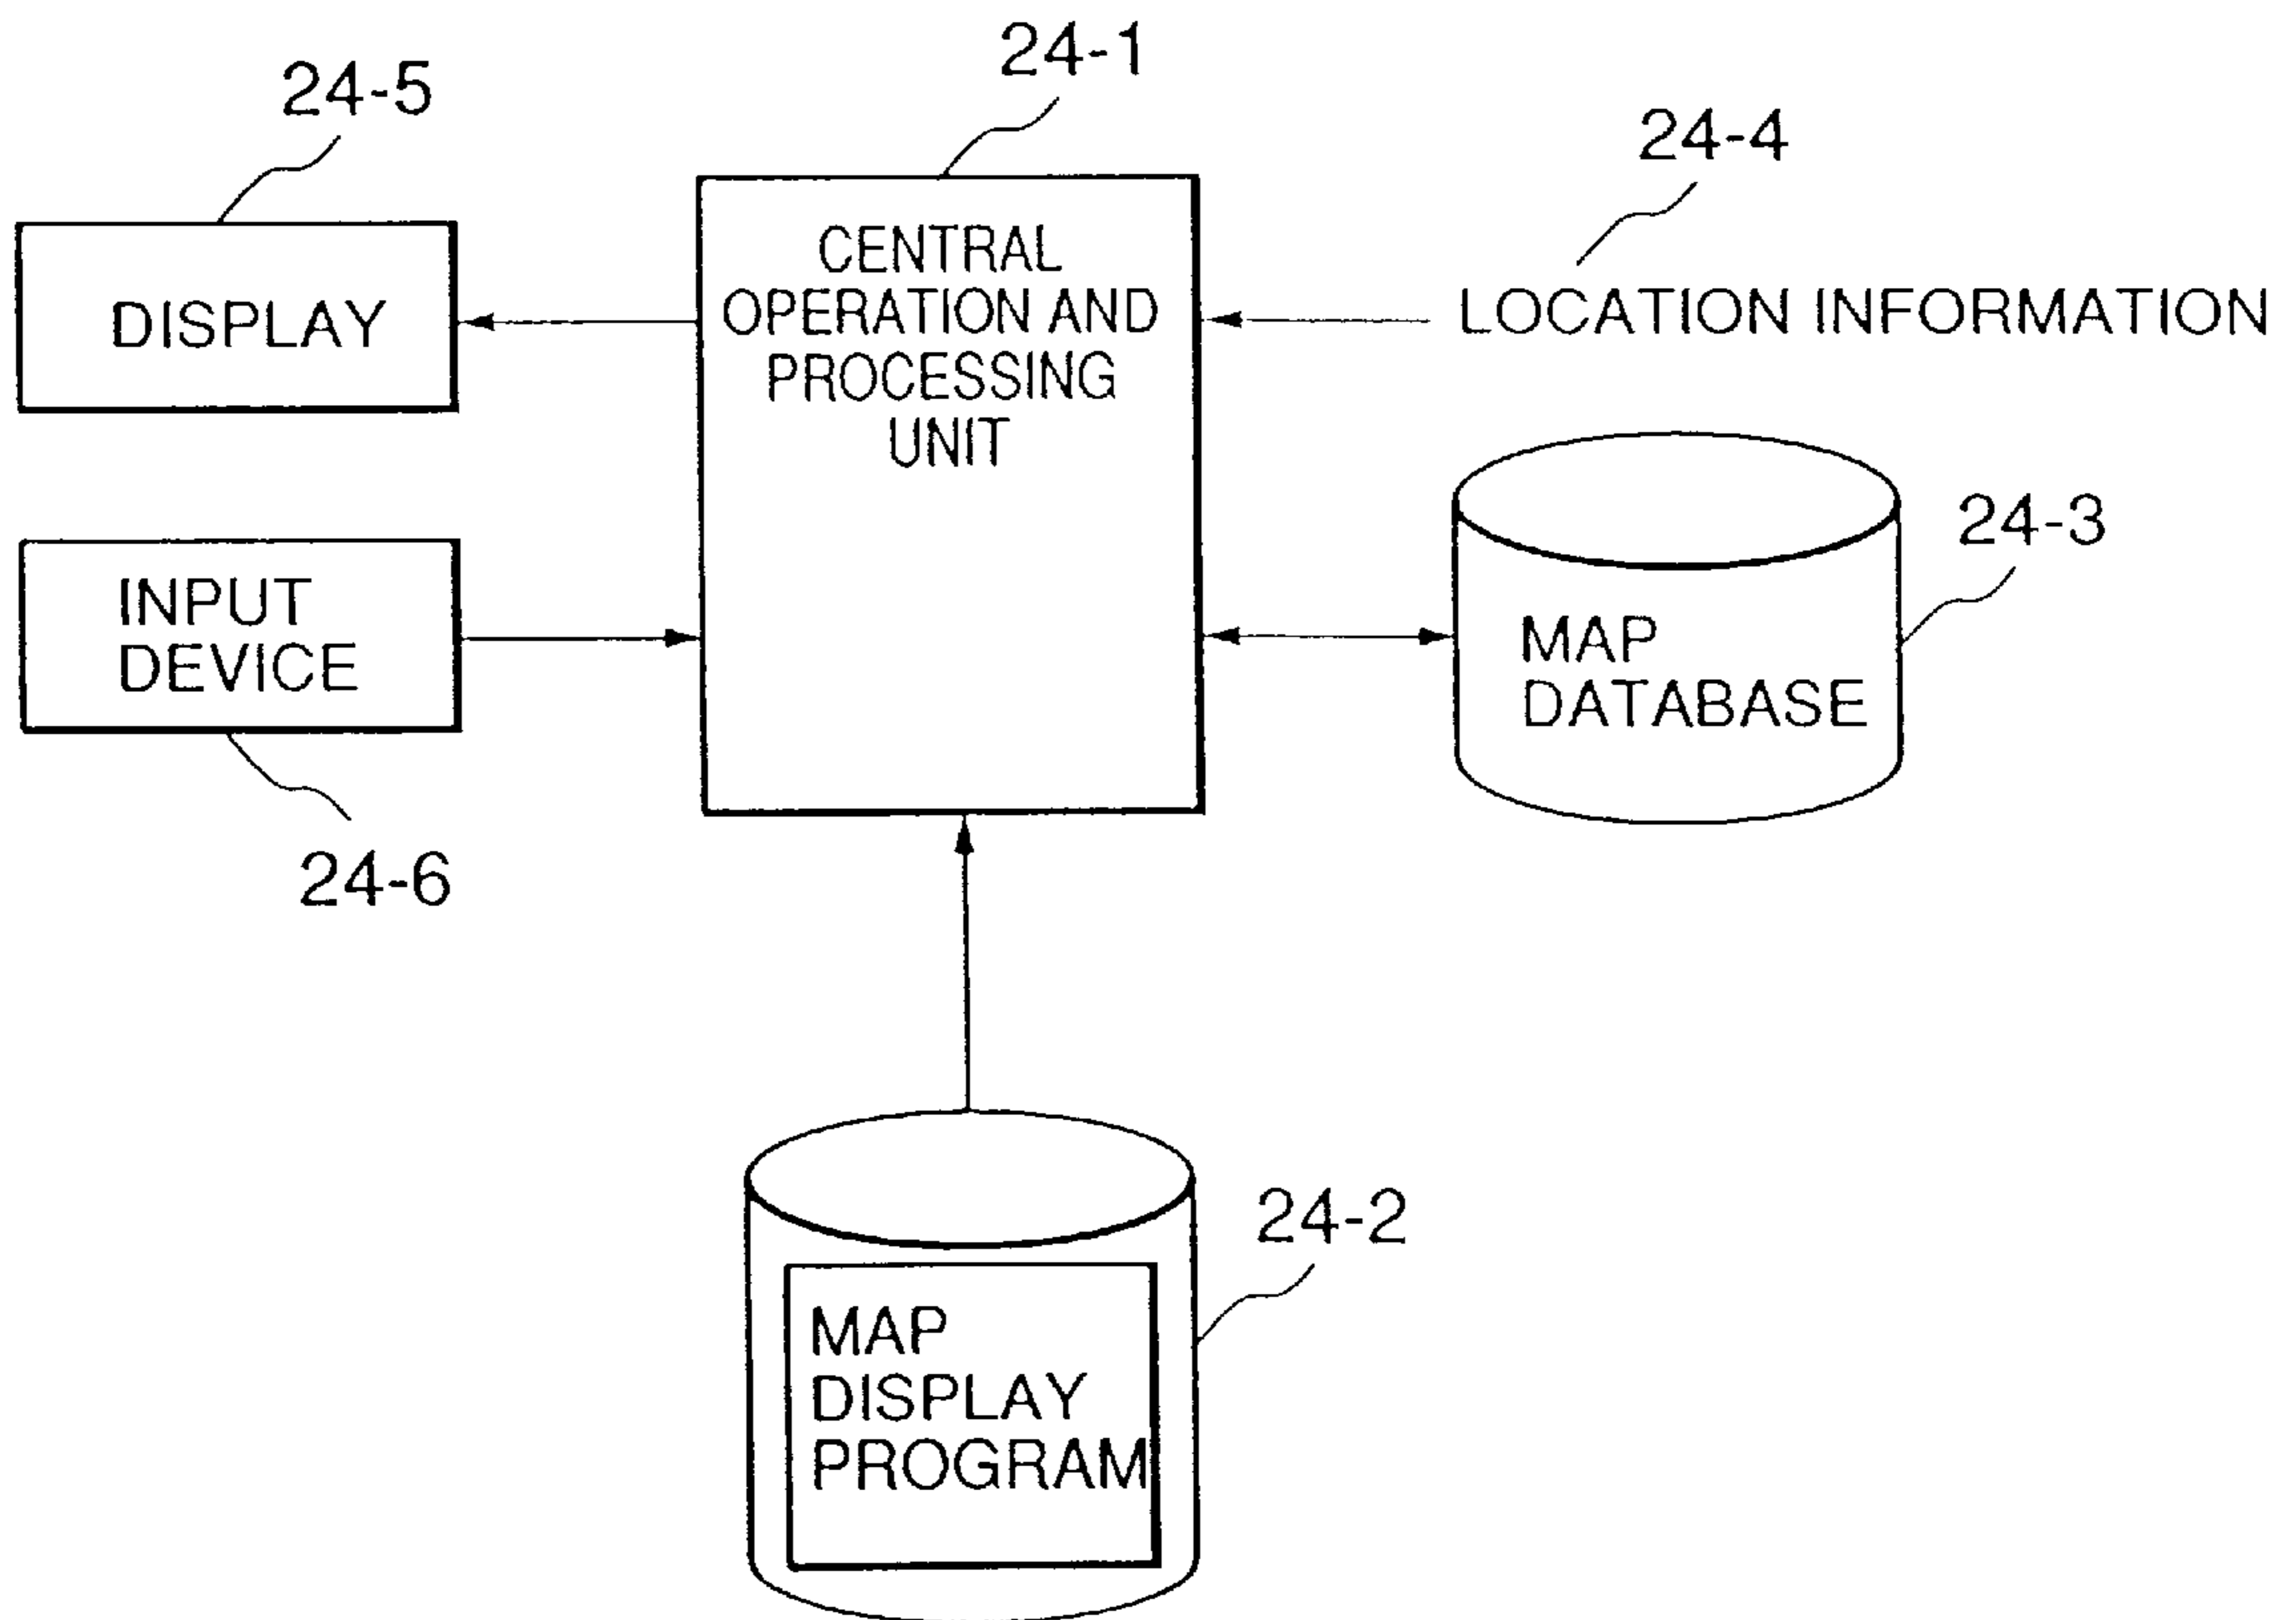 24-1
24-5
24-4
CENTRAL
OPERATION AND
PROCESSING
UNIT
DISPLAY
LOCATION INFORMATION
24-3
INPUT
DEVICE
MAP
DATABASE
24-6
24-2
MAP
DISPLAY
PROGRAM